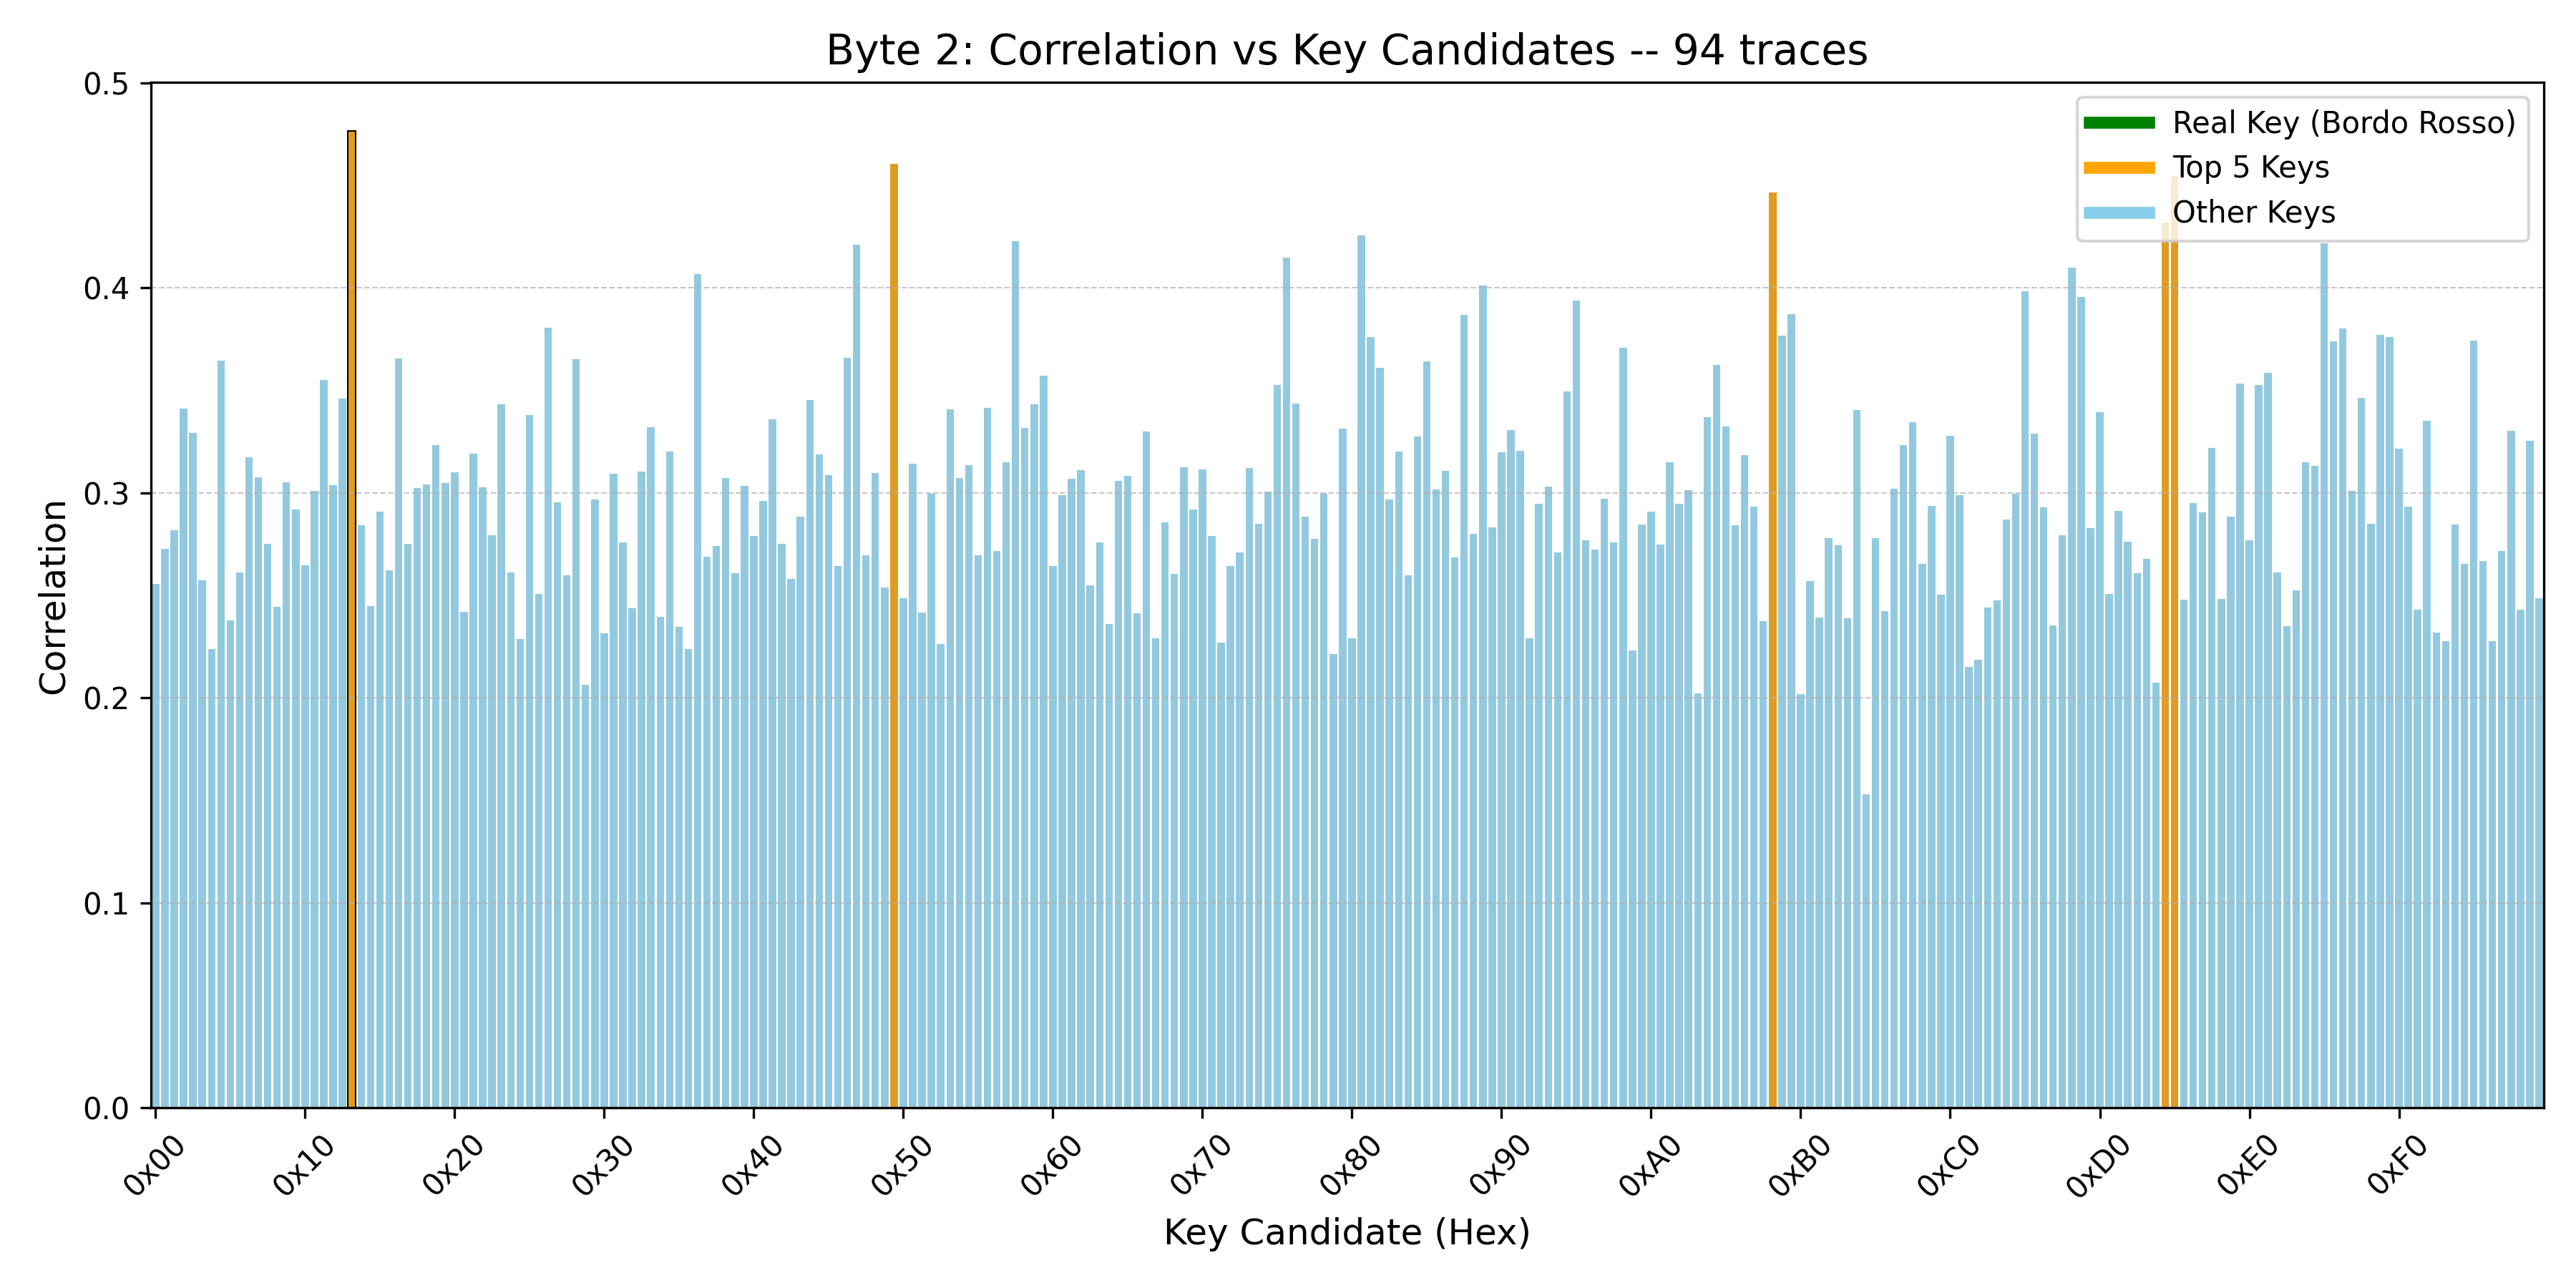 Byte 2: Correlation vs Key Candidates -- 94 traces
Real Key (Bordo Rosso)
Top 5 Keys
Other Keys
Correlation
0.5
0.4
0.3
0.2
0.1
0.0
0x00 0x10 0x20 0x30 0x40 0x50 0x60 0x70 0x80 0x90 0xA0 0xB0 0xC0 0xD0 0xE0 0xF0
Key Candidate (Hex)